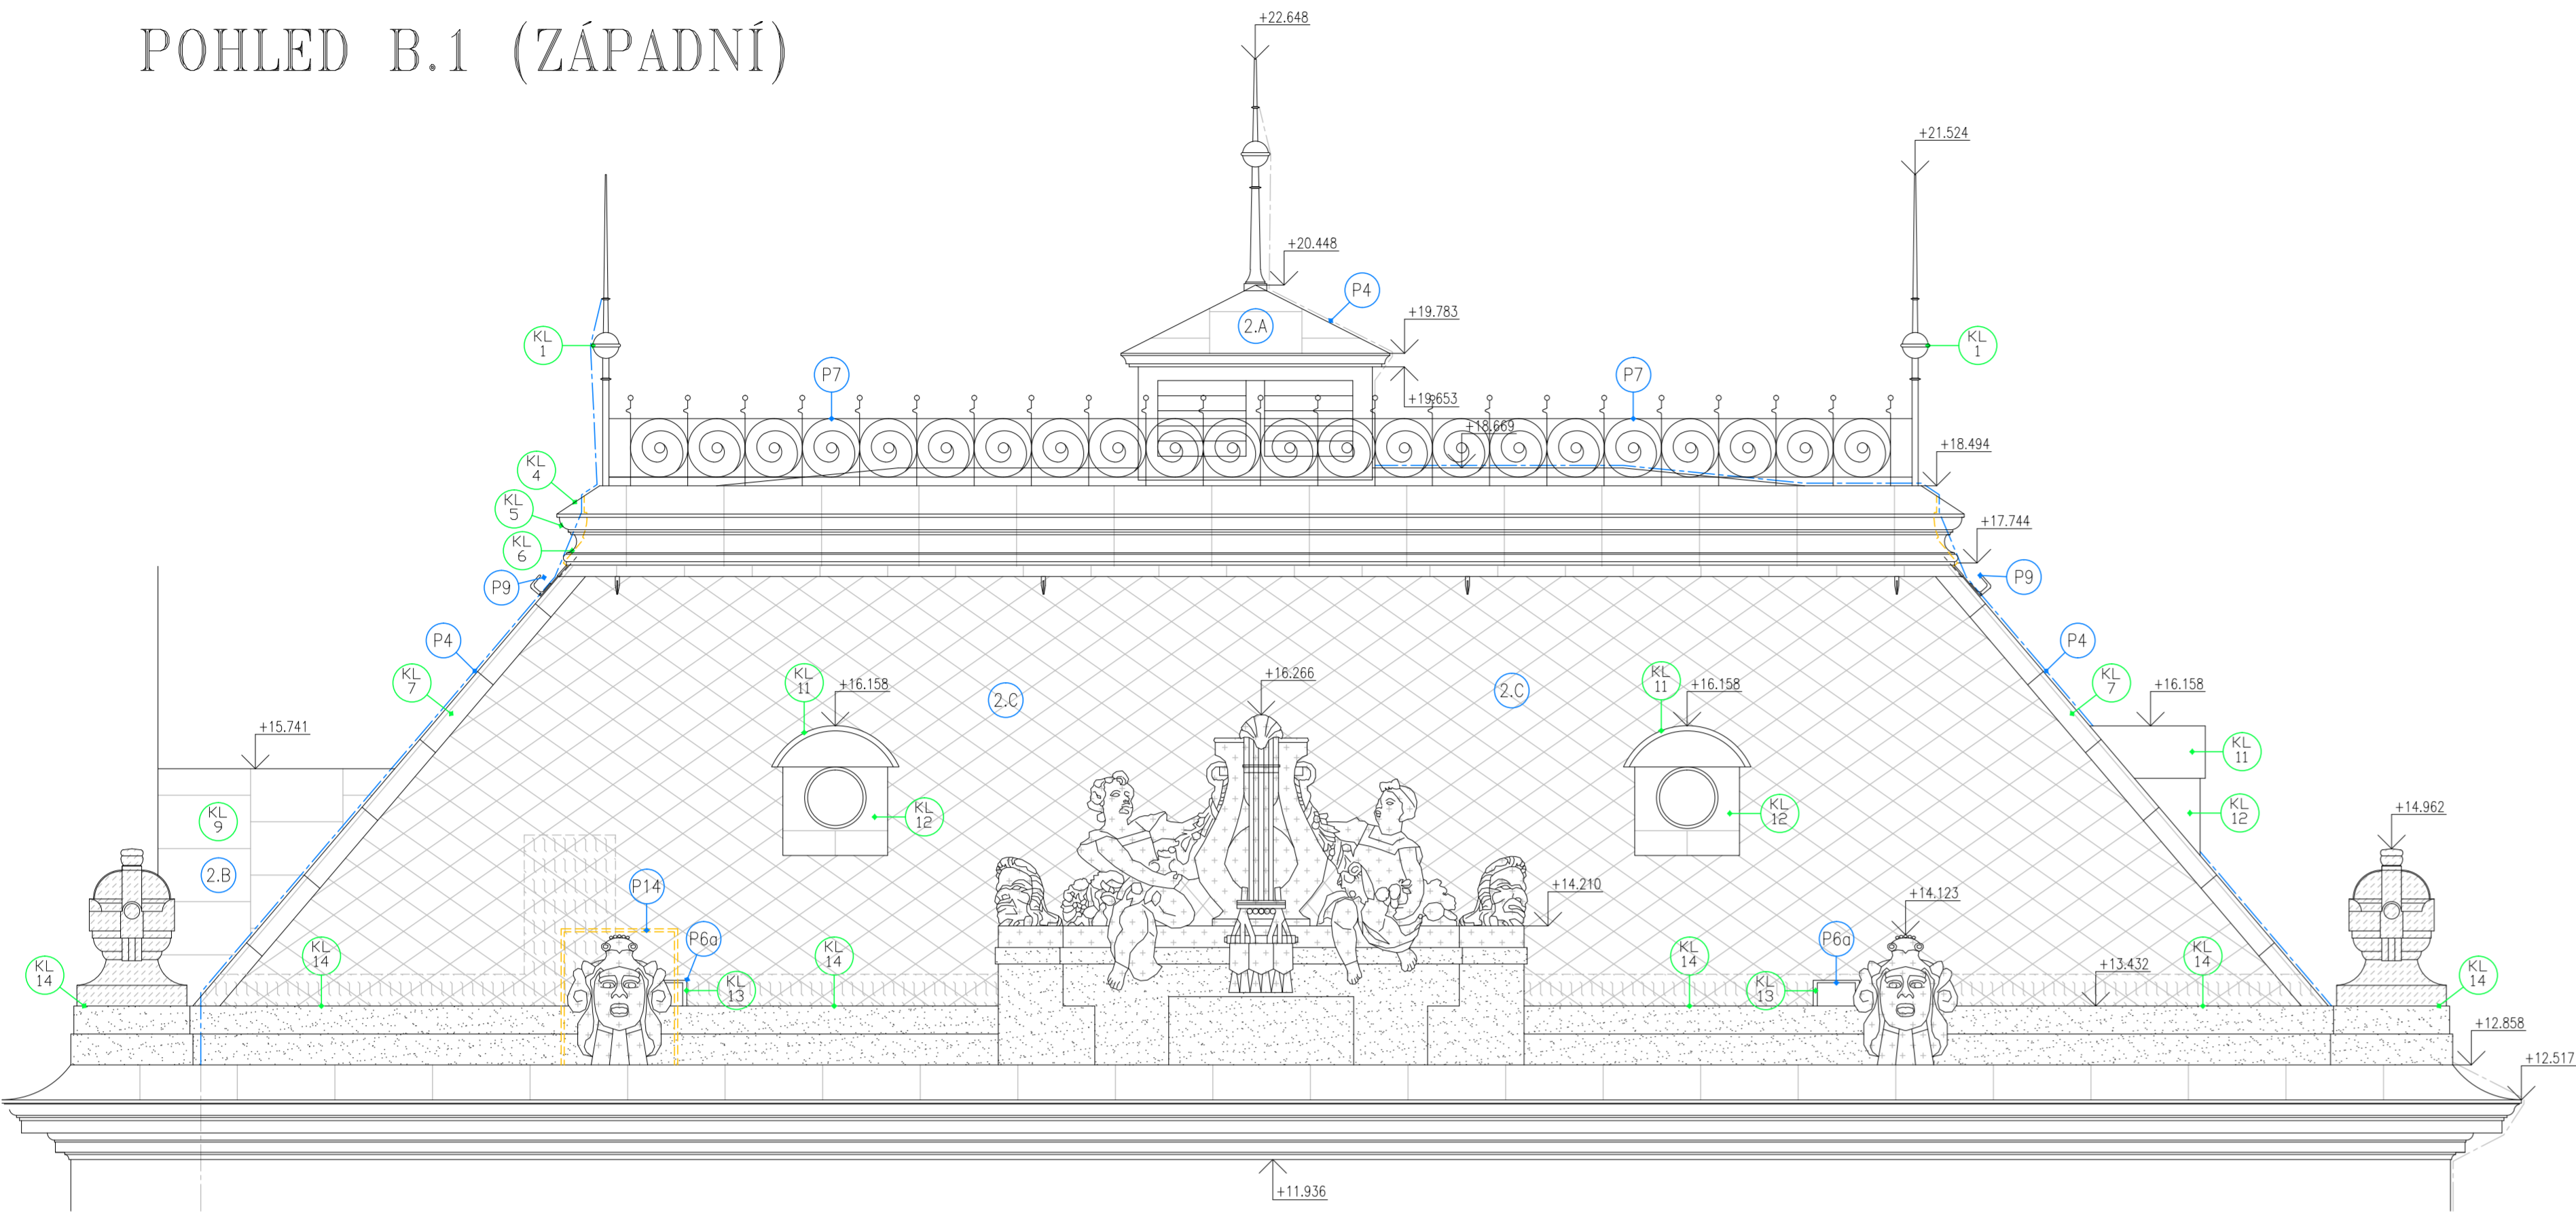 POHLED B.1 (ZÁPADNÍ)
+22.648
+21.524
+20.448
P4
+19.783
2.A
KL
1
KL
1
P7
P7
+19.653
+18.669
+18.494
KL
4
KL
5
KL
6
+17.744
P9
P9
P4
P4
KL
7
KL
11
+16.158
2.C
+16.266
2.C
KL
11
+16.158
KL
7
+16.158
+15.741
KL
11
KL
9
KL
12
KL
12
KL
12
+14.962
2.B
P14
+14.210
+14.123
P6a
P6a
KL
14
KL
14
KL
13
KL
14
KL
14
KL
13
+13.432
KL
14
KL
14
+12.858
+12.517
+11.936